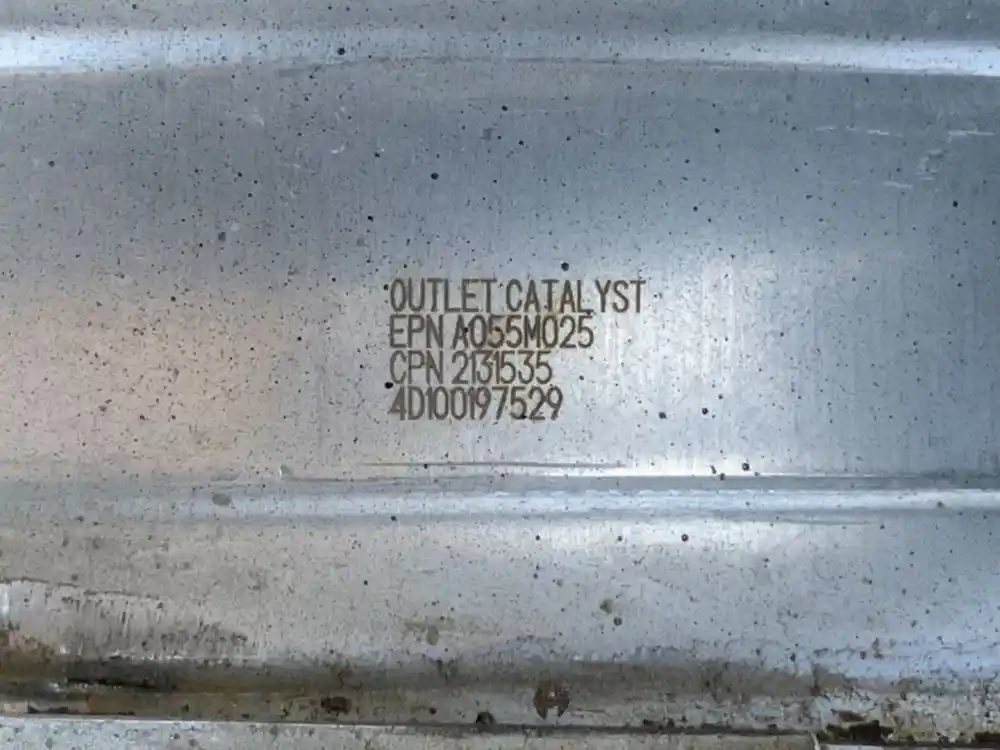 OUTLET CATALYST
EPN A055M025
CPN 2131535
4D100197529